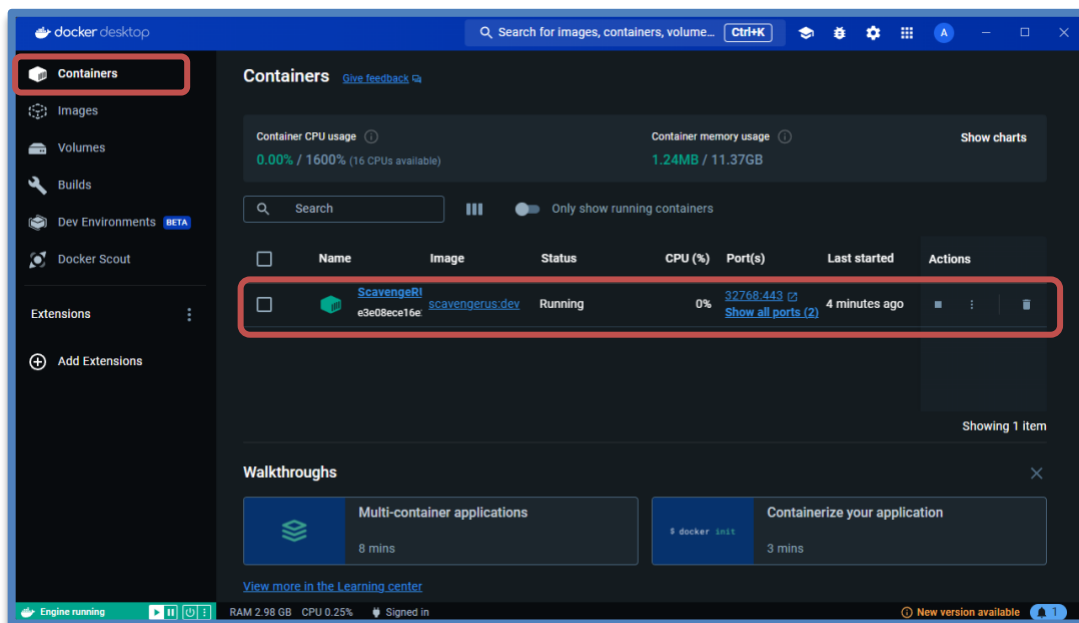 docker desktop
Search for images, containers, volume... Ctrl+K
A
Containers
Images
Volumes
Builds
Dev Environments BETA
Docker Scout
Extensions
Add Extensions
Containers Give feedback
Container CPU usage
0.00% / 1600% (16 CPUs available)
Container memory usage
1.24MB / 11.37GB
Show charts
Search
Only show running containers
Name Image Status CPU (%) Port(s) Last started Actions
ScavengeR
e3e08ece16e
scavengerus:dev Running 0% 32768:443
Show all ports (2)
4 minutes ago
Showing 1 item
Walkthroughs
Multi-container applications
8 mins
$ docker init
Containerize your application
3 mins
View more in the Learning center
Engine running RAM 2.98 GB CPU 0.25% Signed in New version available 1